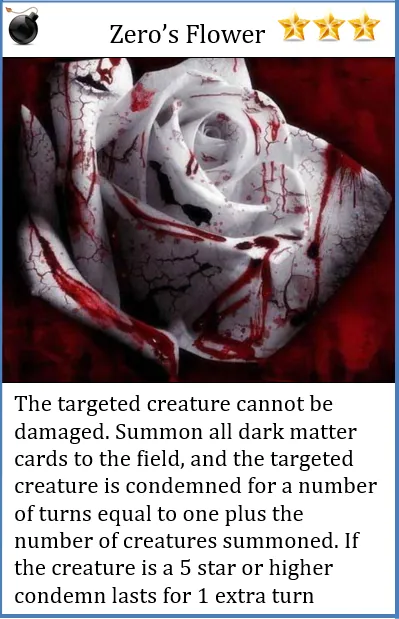 Zero’s Flower
The targeted creature cannot be
damaged. Summon all dark matter
cards to the field, and the targeted
creature is condemned for a number
of turns equal to one plus the
number of creatures summoned. If
the creature is a 5 star or higher
condemn lasts for 1 extra turn